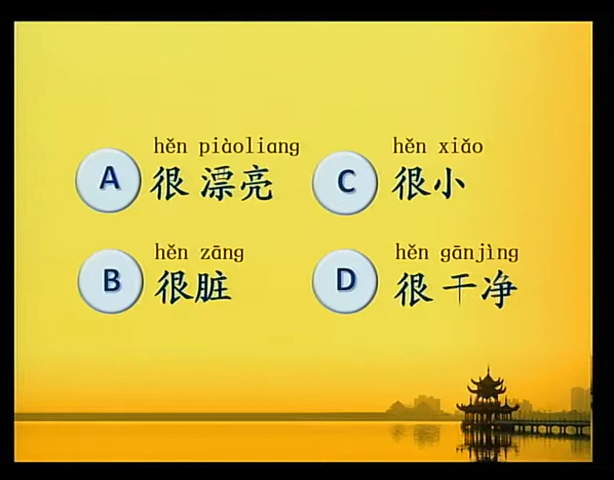 A
hěn piàoliang
很 漂亮
C
hěn xiǎo
很小
B
hěn zāng
很脏
D
hěn gānjìng
很 干净